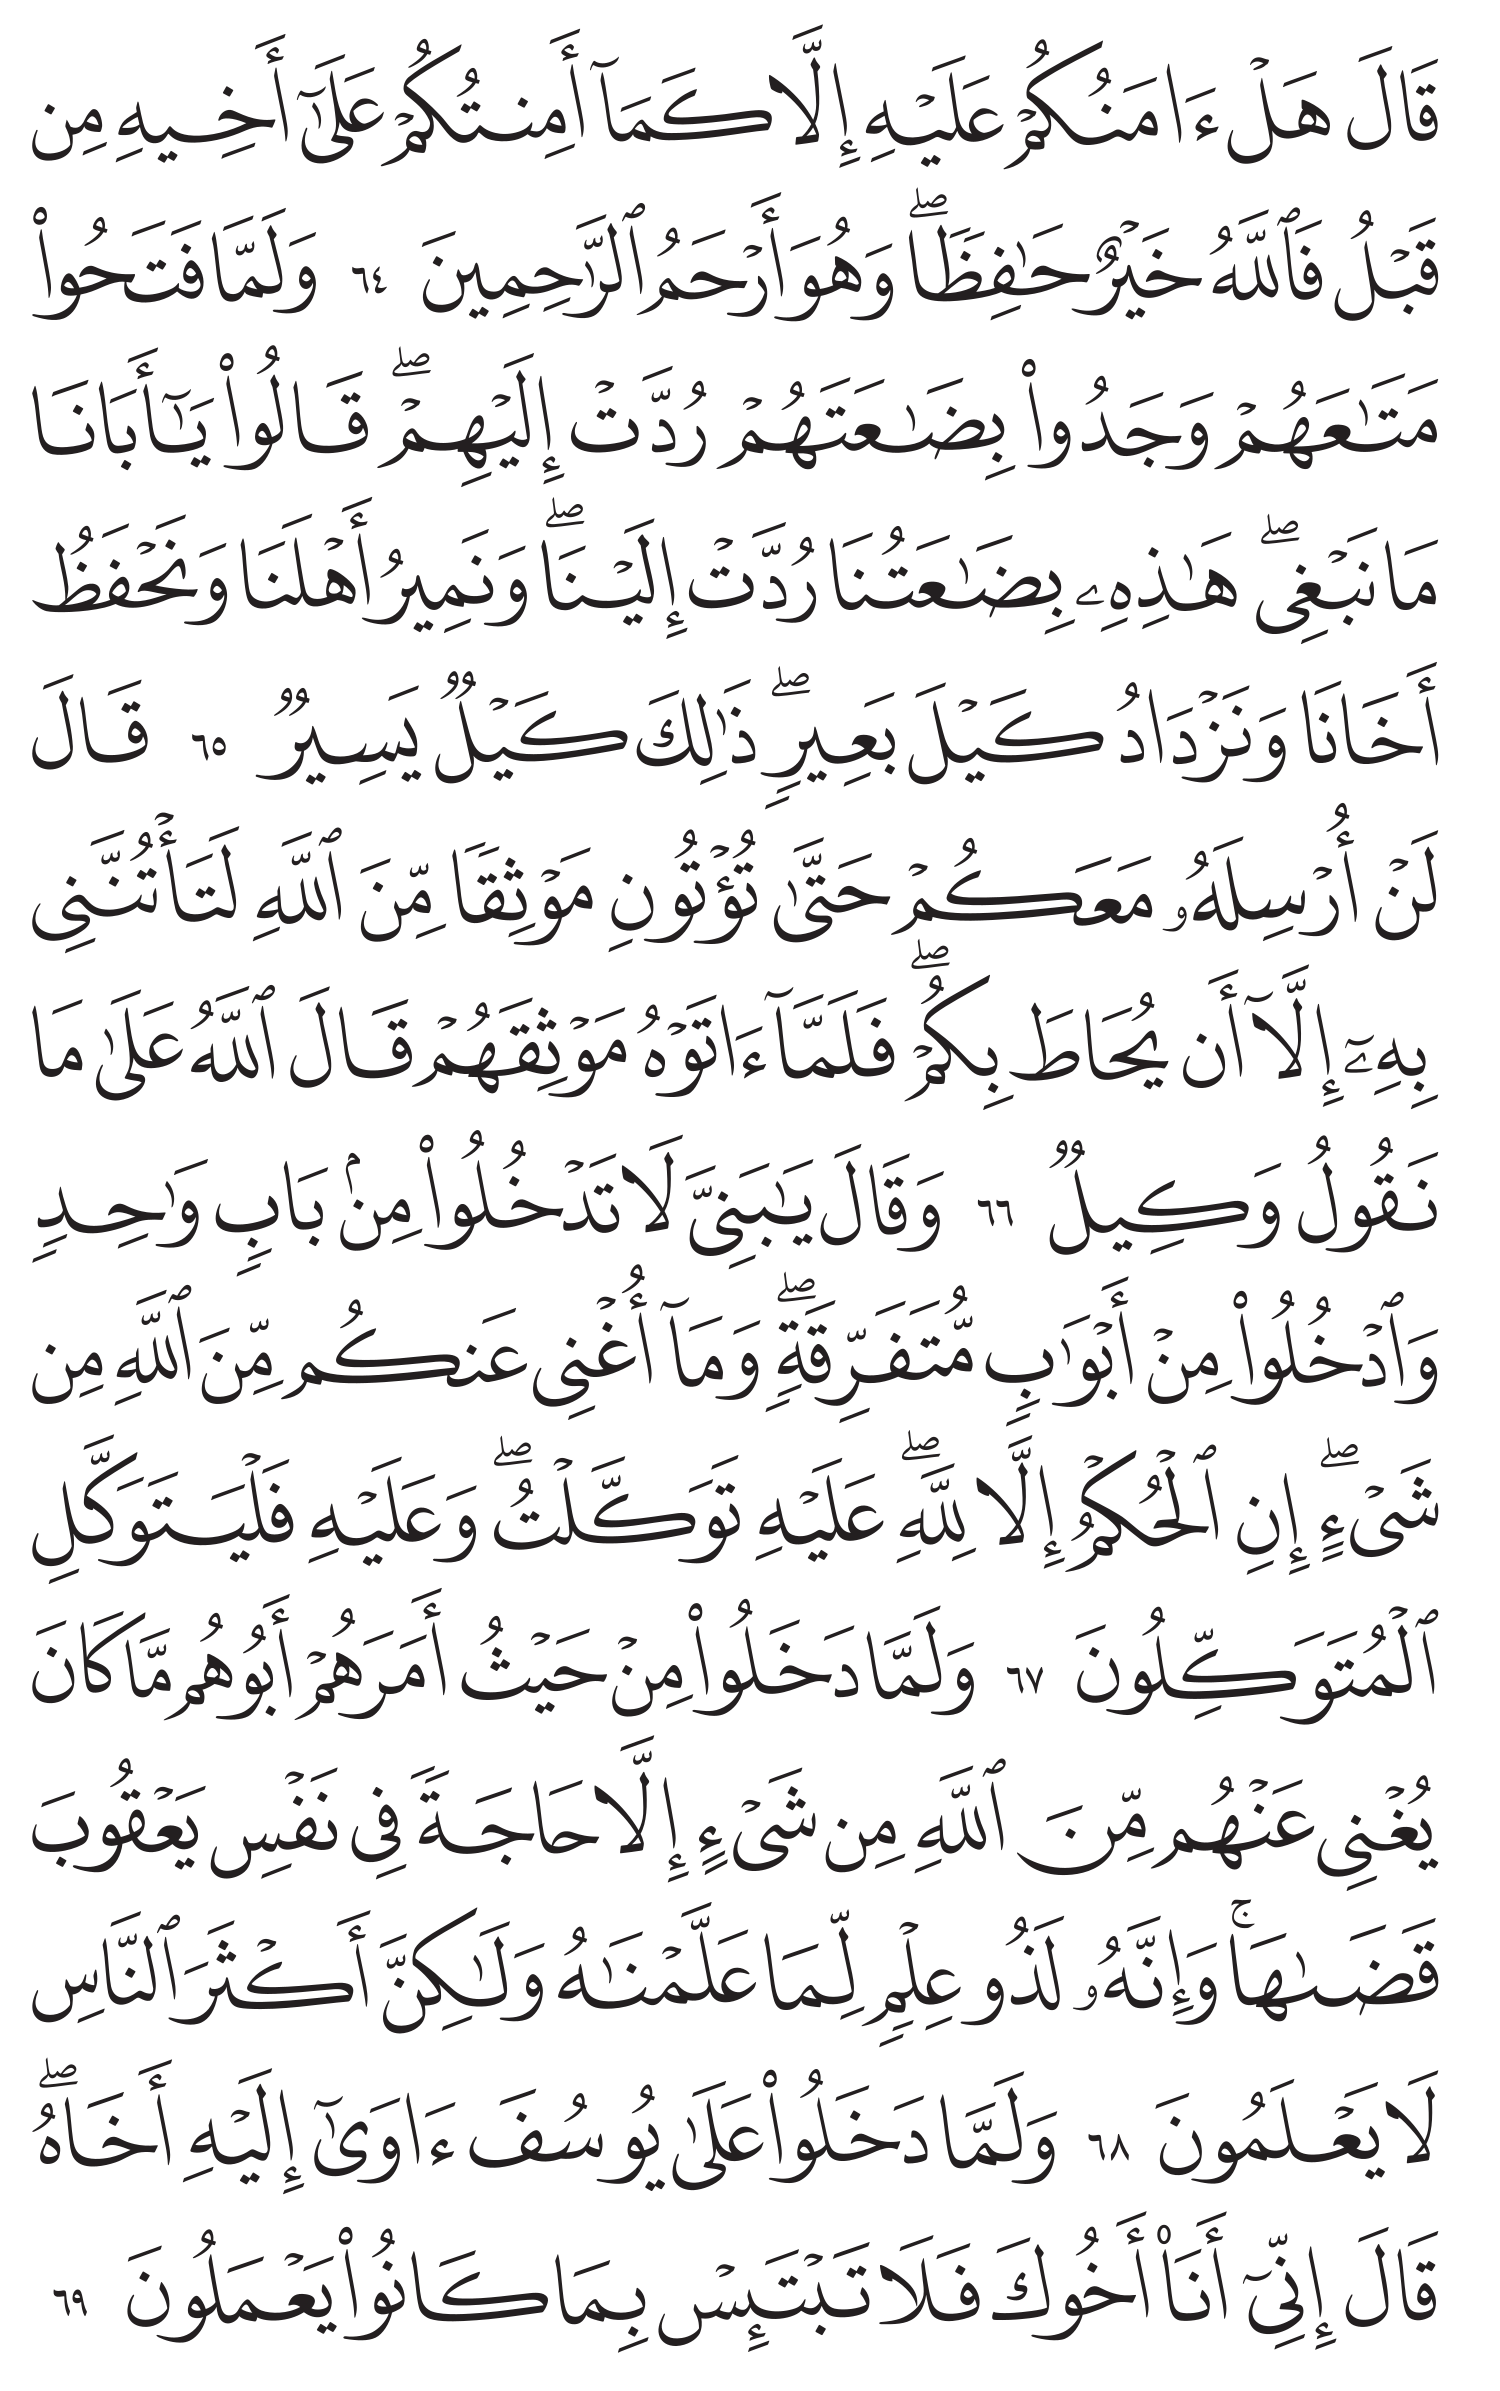 قَالَ هَلْ ءَامَنُكُمْ عَلَيْهِ إِلَّا كَمَآ أَمِنتُكُمْ عَلَىٰٓ أَخِيهِ مِن
قَبْلُ فَٱللَّهُ خَيْرٌ حَـٰفِظًا ۖ وَهُوَ أَرْحَمُ ٱلرَّٰحِمِينَ ٦٤ وَلَمَّا فَتَحُوا۟
مَتَـٰعَهُمْ وَجَدُوا۟ بِضَـٰعَتَهُمْ رُدَّتْ إِلَيْهِمْ ۖ قَالُوا۟ يَـٰٓأَبَانَا
مَا نَبْغِى ۖ هَـٰذِهِۦ بِضَـٰعَتُنَا رُدَّتْ إِلَيْنَا ۖ وَنَمِيرُ أَهْلَنَا وَنَحْفَظُ
أَخَانَا وَنَزْدَادُ كَيْلَ بَعِيرٍ ۖ ذَٰلِكَ كَيْلٌ يَسِيرٌ ٦٥ قَالَ
لَنْ أُرْسِلَهُۥ مَعَكُمْ حَتَّىٰ تُؤْتُونِ مَوْثِقًا مِّنَ ٱللَّهِ لَتَأْتُنَّنِى
بِهِۦٓ إِلَّآ أَن يُحَاطَ بِكُمْ ۖ فَلَمَّآ ءَاتَوْهُ مَوْثِقَهُمْ قَالَ ٱللَّهُ عَلَىٰ مَا
نَقُولُ وَكِيلٌ ٦٦ وَقَالَ يَـٰبَنِىَّ لَا تَدْخُلُوا۟ مِنۢ بَابٍ وَٰحِدٍ
وَٱدْخُلُوا۟ مِنْ أَبْوَٰبٍ مُّتَفَرِّقَةٍ ۖ وَمَآ أُغْنِى عَنكُم مِّنَ ٱللَّهِ مِن
شَىْءٍ ۖ إِنِ ٱلْحُكْمُ إِلَّا لِلَّهِ ۖ عَلَيْهِ تَوَكَّلْتُ ۖ وَعَلَيْهِ فَلْيَتَوَكَّلِ
ٱلْمُتَوَكِّلُونَ ٦٧ وَلَمَّا دَخَلُوا۟ مِنْ حَيْثُ أَمَرَهُمْ أَبُوهُم مَّا كَانَ
يُغْنِى عَنْهُم مِّنَ ٱللَّهِ مِن شَىْءٍ إِلَّا حَاجَةً فِى نَفْسِ يَعْقُوبَ
قَضَىٰهَا ۚ وَإِنَّهُۥ لَذُو عِلْمٍ لِّمَا عَلَّمْنَـٰهُ وَلَـٰكِنَّ أَكْثَرَ ٱلنَّاسِ
لَا يَعْلَمُونَ ٦٨ وَلَمَّا دَخَلُوا۟ عَلَىٰ يُوسُفَ ءَاوَىٰٓ إِلَيْهِ أَخَاهُ ۖ
قَالَ إِنِّىٓ أَنَا۠ أَخُوكَ فَلَا تَبْتَئِسْ بِمَا كَانُوا۟ يَعْمَلُونَ ٦٩